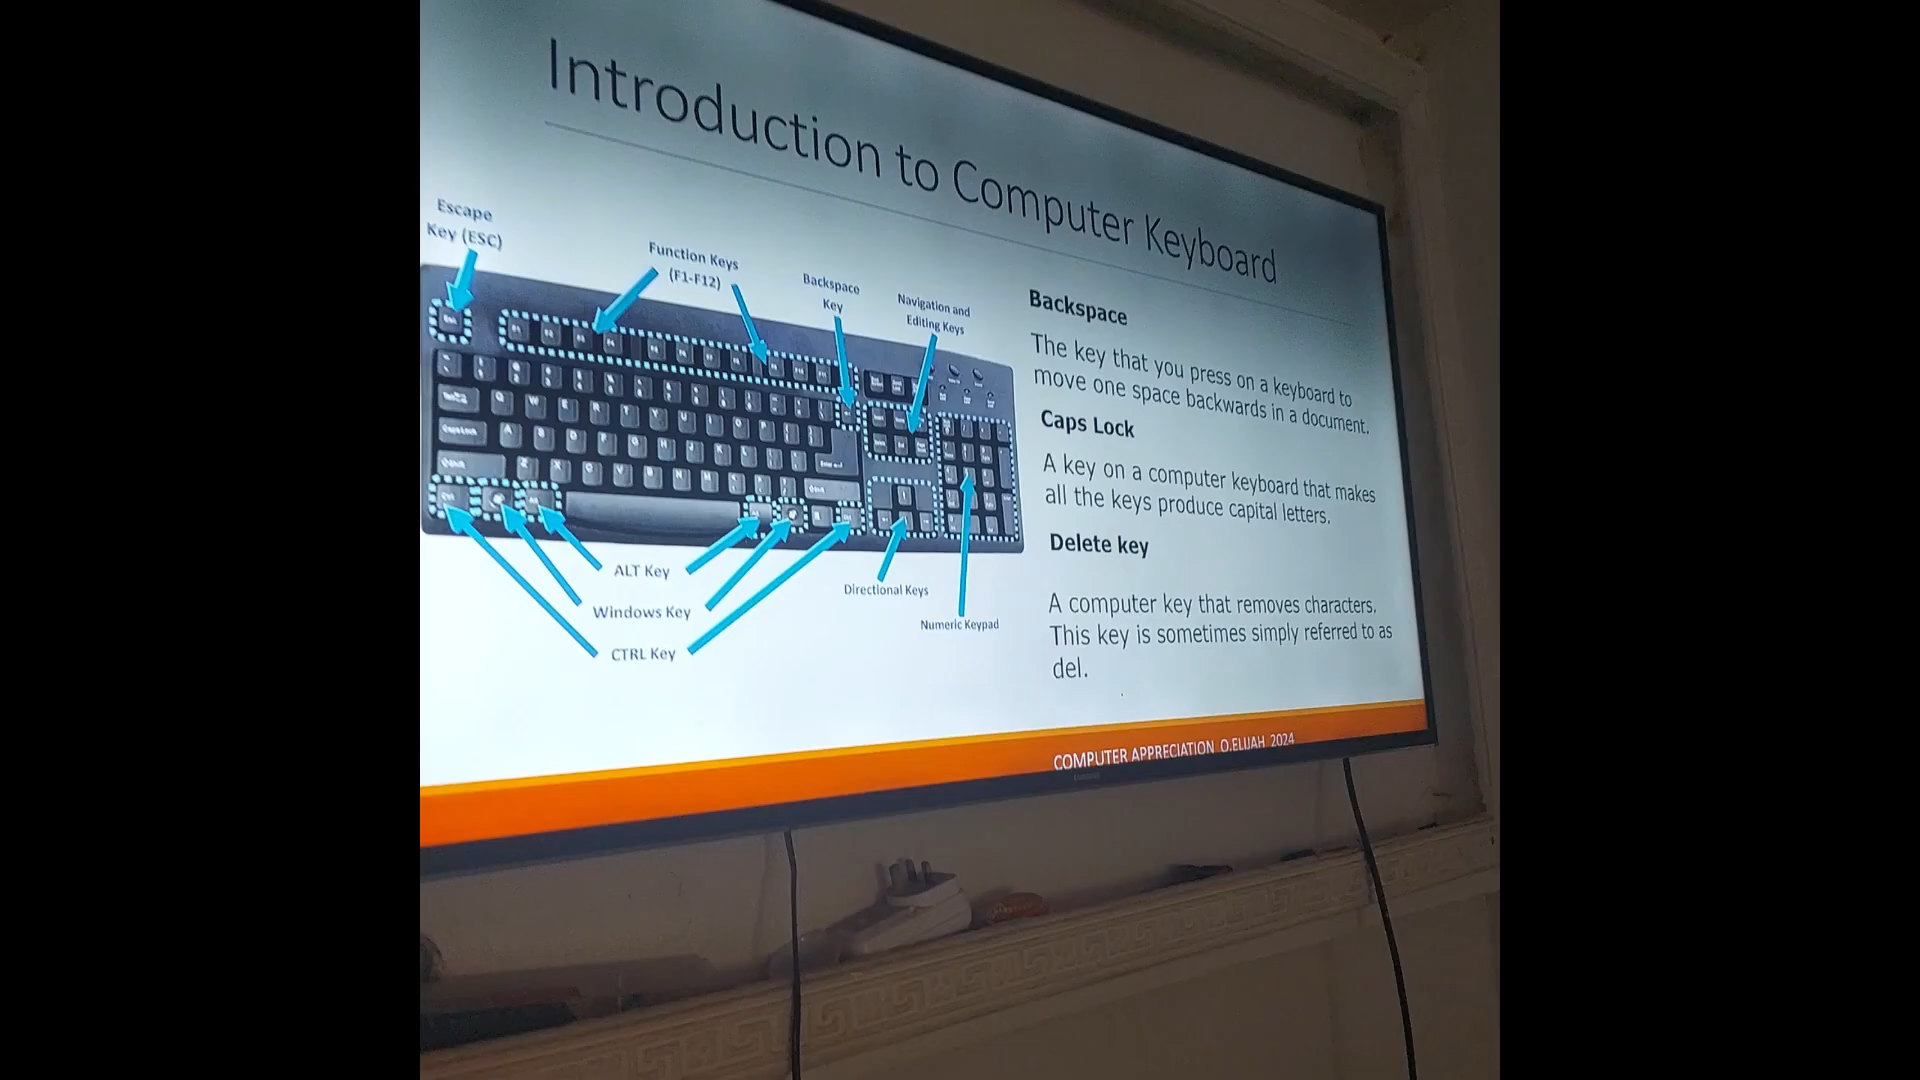 Introduction to Computer Keyboard
Escape
Key (ESC)
Function Keys
(F1-F12)
Backspace
Key
Navigation and
Editing Keys
ALT Key
Windows Key
CTRL Key
Directional Keys
Numeric Keypad
Backspace
The key that you press on a keyboard to
move one space backwards in a document.
Caps Lock
A key on a computer keyboard that makes
all the keys produce capital letters.
Delete key
A computer key that removes characters.
This key is sometimes simply referred to as
del.
COMPUTER APPRECIATION O.ELIJAH 2024